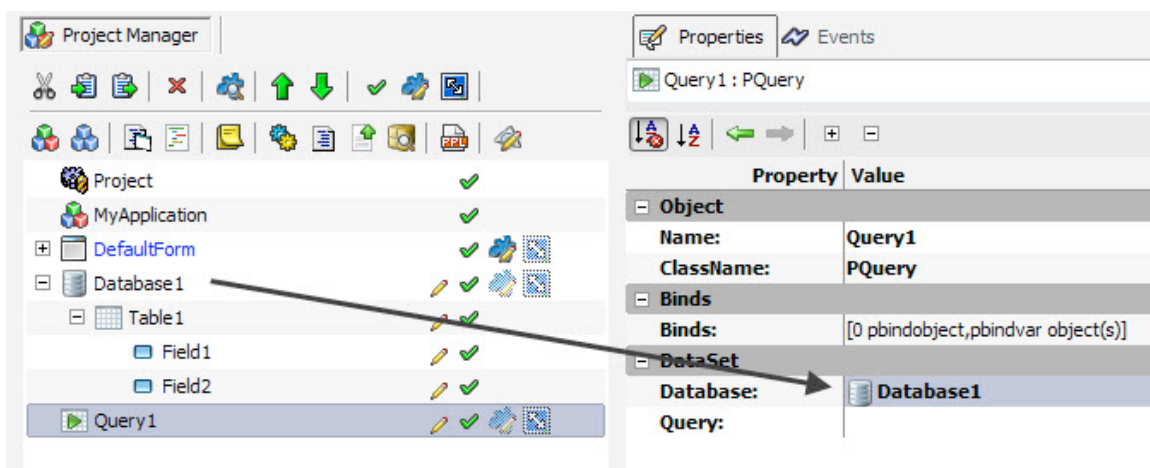 Project Manager
Project
MyApplication
DefaultForm
Database1
Table1
Field1
Field2
Query1
Properties Events
Query1 : PQuery
Property Value
Object
Name: Query1
ClassName: PQuery
Binds
Binds: [0 pbindobject,pbindvar object(s)]
DataSet
Database: Database1
Query: